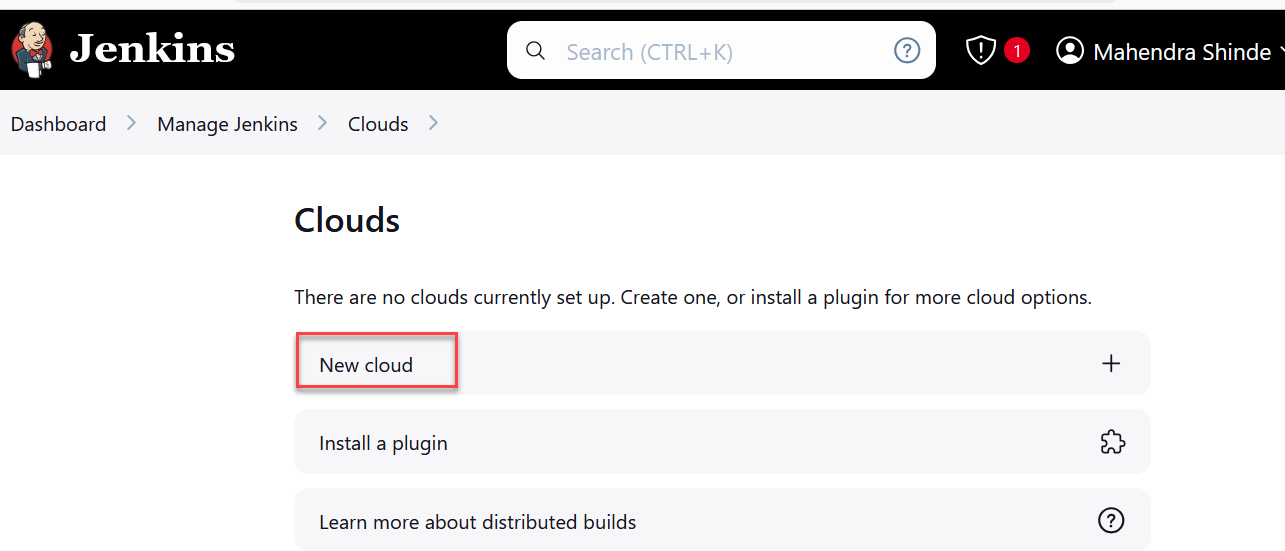 Jenkins
Search (CTRL+K)
?
1
Mahendra Shinde
Dashboard > Manage Jenkins > Clouds >
Clouds
There are no clouds currently set up. Create one, or install a plugin for more cloud options.
New cloud
Install a plugin
Learn more about distributed builds
?